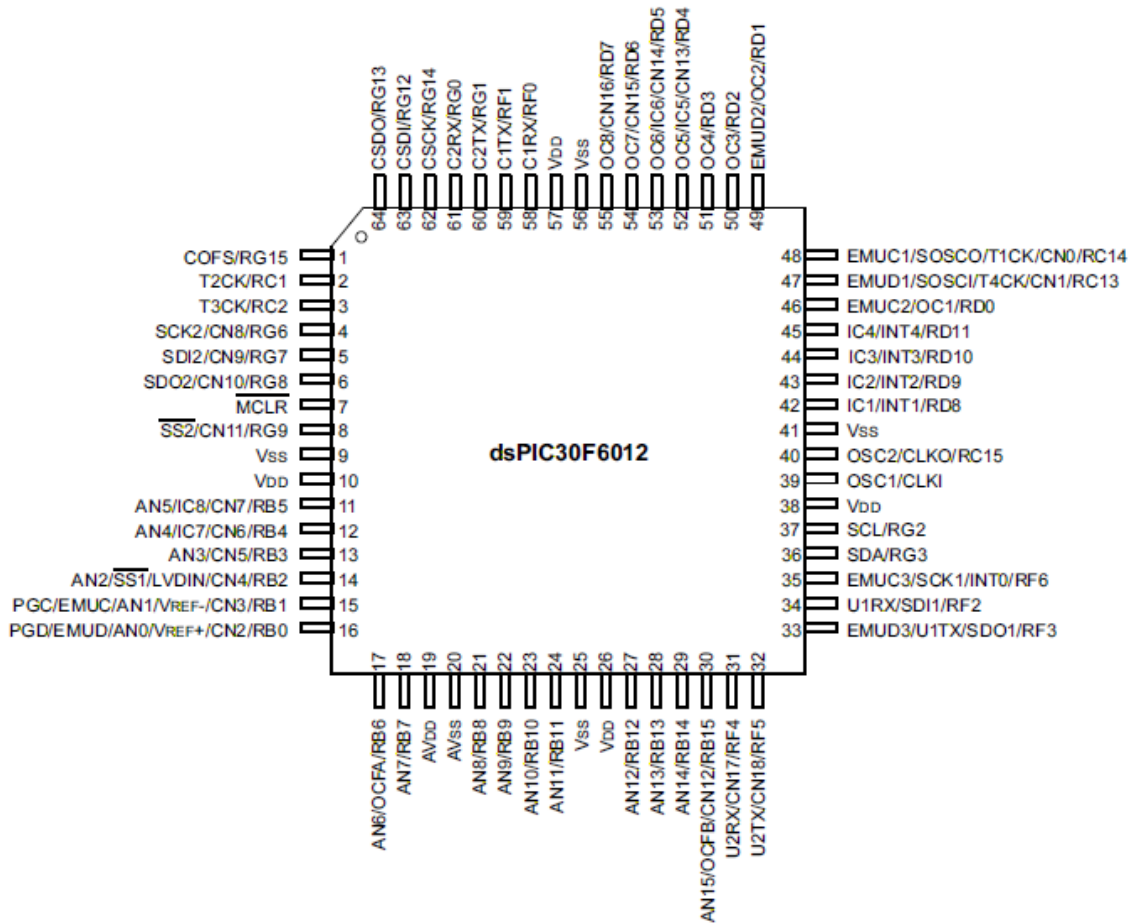 CSDO/RG13
CSDI/RG12
CSCK/RG14
C2RX/RG0
C2TX/RG1
C1TX/RF1
C1RX/RF0
VDD
VSS
OC8/CN16/RD7
OC7/CN15/RD6
OC6/IC6/CN14/RD5
OC5/IC5/CN13/RD4
OC4/RD3
OC3/RD2
EMUD2/OC2/RD1
64 63 62 61 60 59 58 57 56 55 54 53 52 51 50 49
COFS/RG15 1
T2CK/RC1 2
T3CK/RC2 3
SCK2/CN8/RG6 4
SDI2/CN9/RG7 5
SDO2/CN10/RG8 6
MCLR 7
SS2/CN11/RG9 8
VSS 9
VDD 10
AN5/IC8/CN7/RB5 11
AN4/IC7/CN6/RB4 12
AN3/CN5/RB3 13
AN2/SS1/LVDIN/CN4/RB2 14
PGC/EMUC/AN1/VREF-/CN3/RB1 15
PGD/EMUD/AN0/VREF+/CN2/RB0 16
dsPIC30F6012
48 EMUC1/SOSCO/T1CK/CN0/RC14
47 EMUD1/SOSCI/T4CK/CN1/RC13
46 EMUC2/OC1/RD0
45 IC4/INT4/RD11
44 IC3/INT3/RD10
43 IC2/INT2/RD9
42 IC1/INT1/RD8
41 VSS
40 OSC2/CLKO/RC15
39 OSC1/CLKI
38 VDD
37 SCL/RG2
36 SDA/RG3
35 EMUC3/SCK1/INT0/RF6
34 U1RX/SDI1/RF2
33 EMUD3/U1TX/SDO1/RF3
17 18 19 20 21 22 23 24 25 26 27 28 29 30 31 32
AN6/OCFA/RB6
AN7/RB7
AVDD
AVSS
AN8/RB8
AN9/RB9
AN10/RB10
AN11/RB11
VSS
VDD
AN12/RB12
AN13/RB13
AN14/RB14
AN15/OCFB/CN12/RB15
U2RX/CN17/RF4
U2TX/CN18/RF5